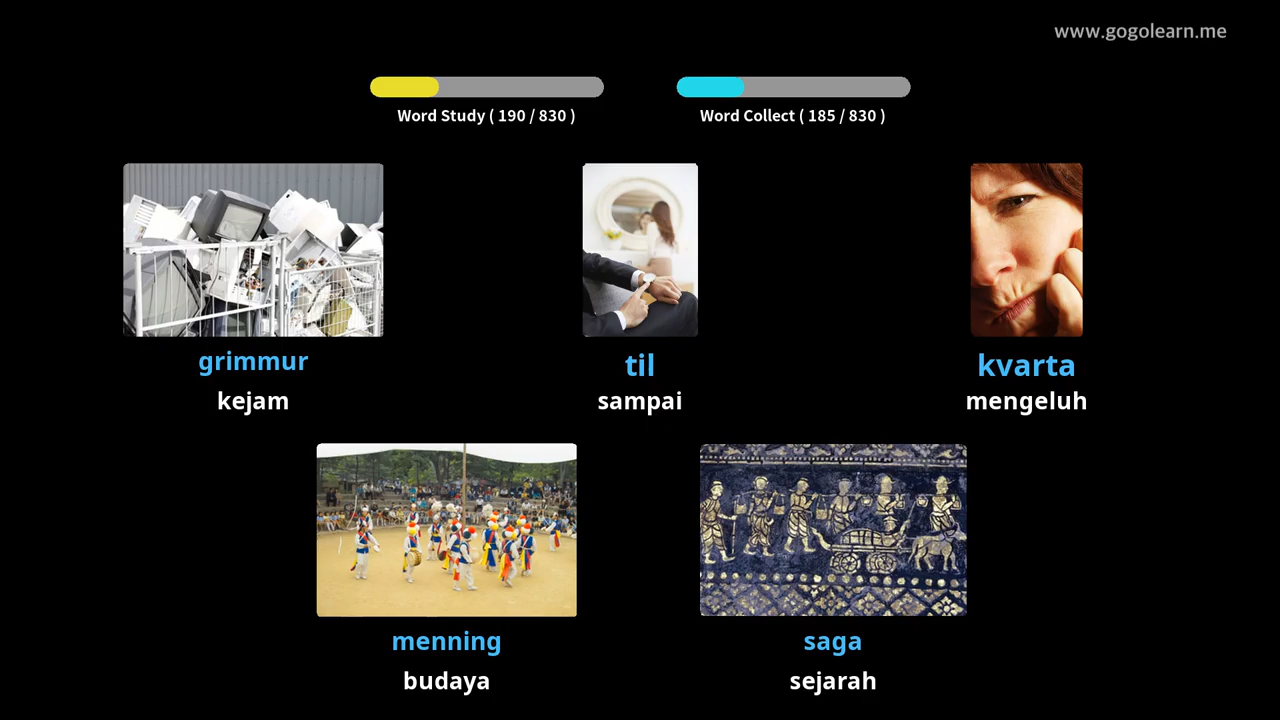 www.gogolearn.me
Word Study ( 190 / 830 )
Word Collect ( 185 / 830 )
grimmur
kejam
til
sampai
kvarta
mengeluh
menning
budaya
saga
sejarah